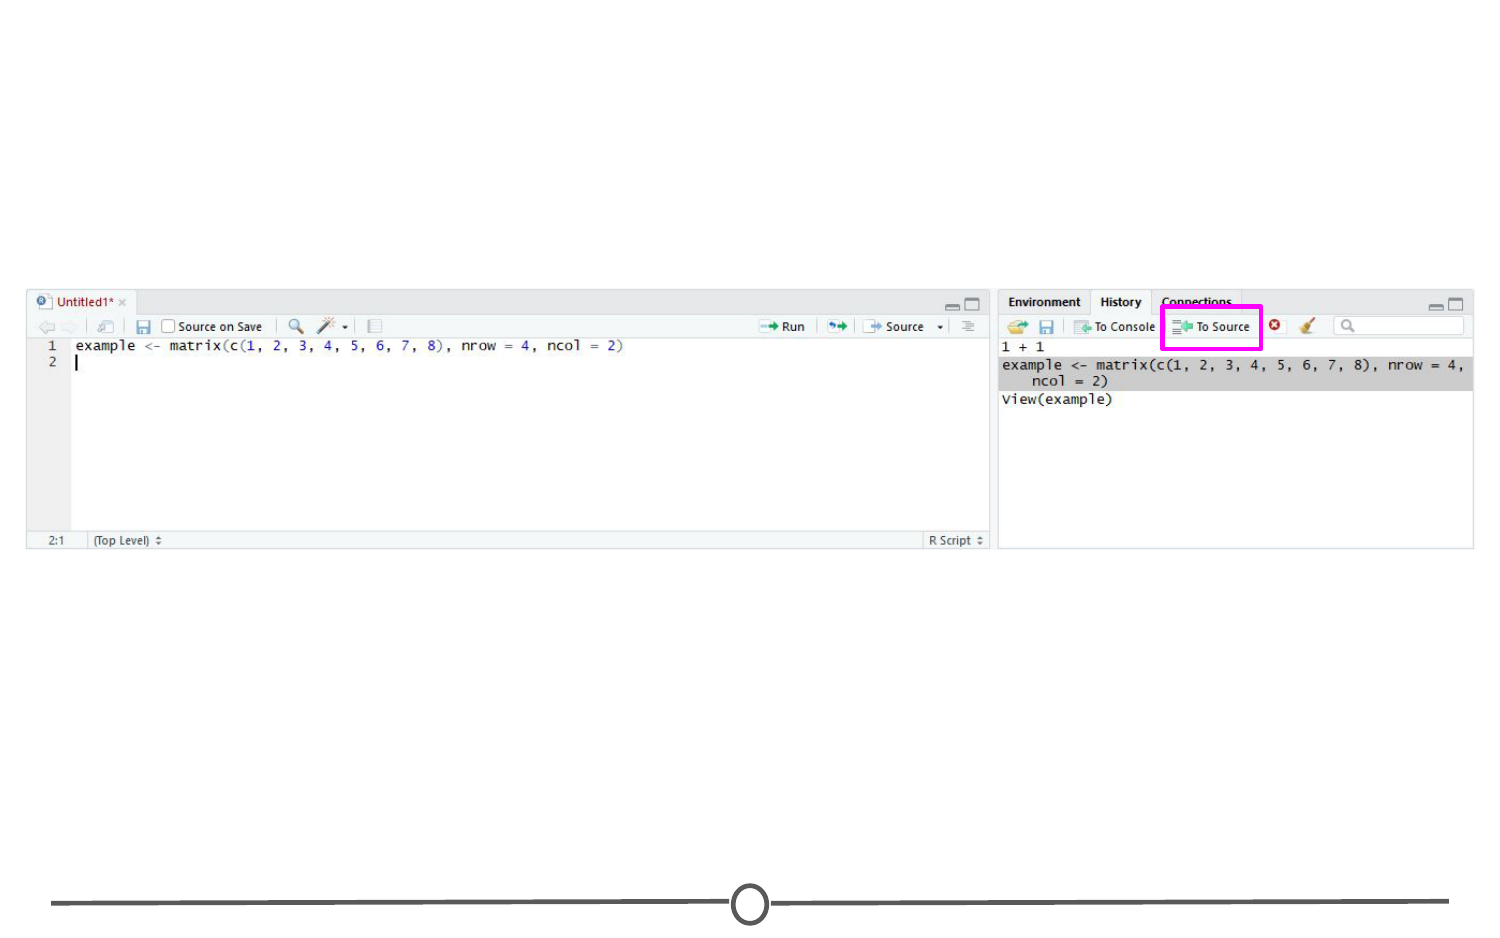 Untitled1*
Source on Save
Run
Source
1 example <- matrix(c(1, 2, 3, 4, 5, 6, 7, 8), nrow = 4, ncol = 2)
2
2:1
(Top Level)
R Script
Environment
History
Connections
To Console
To Source
1 + 1
example <- matrix(c(1, 2, 3, 4, 5, 6, 7, 8), nrow = 4,
ncol = 2)
View(example)